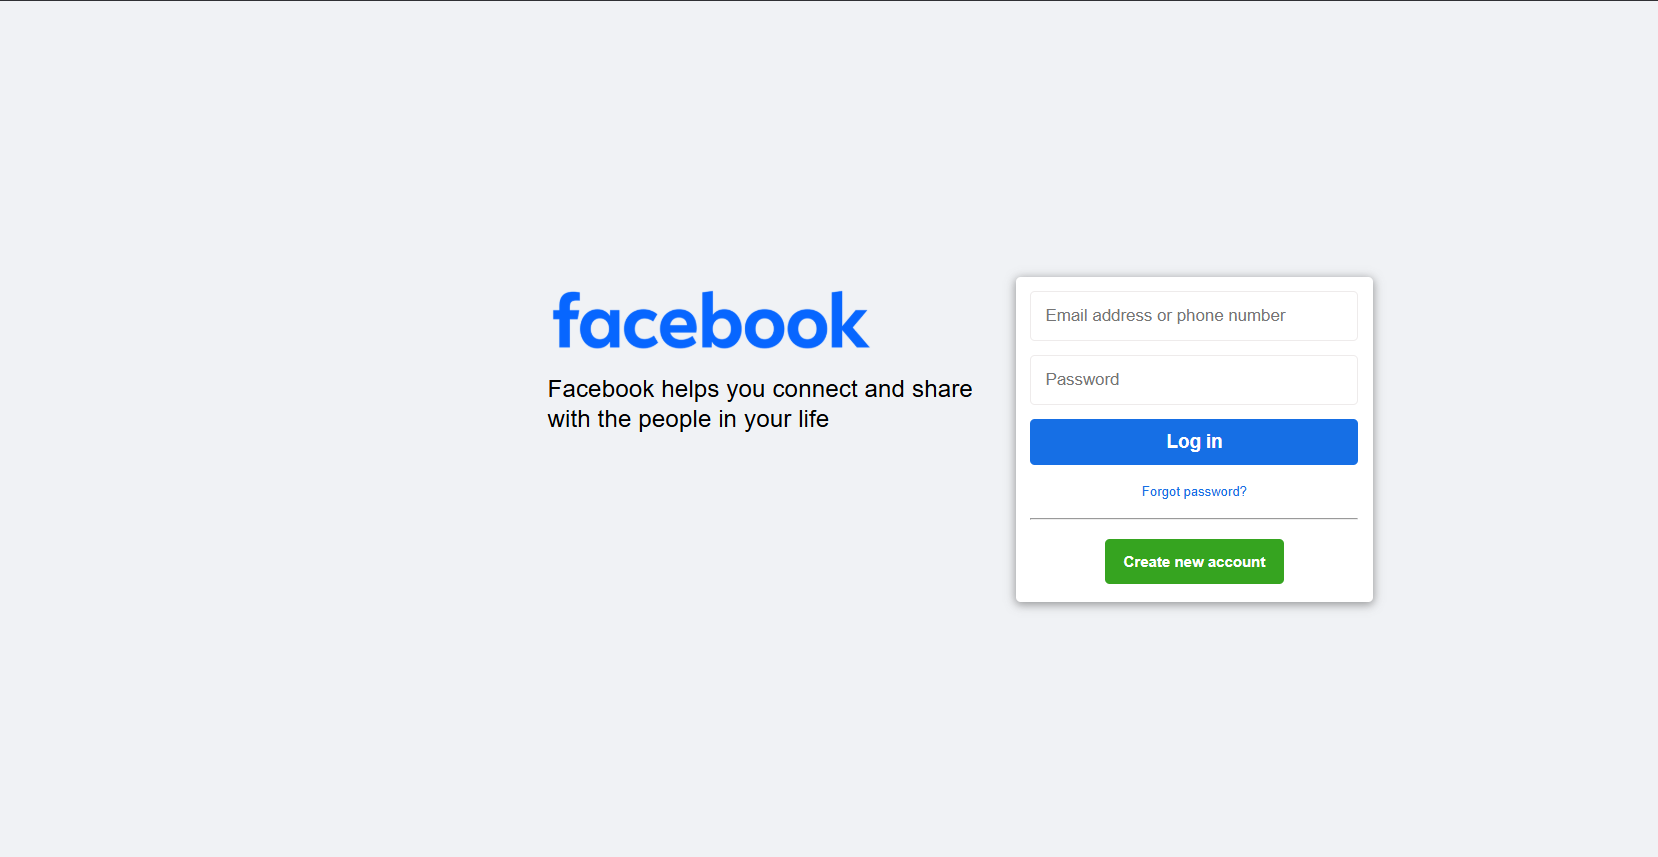 facebook
Facebook helps you connect and share
with the people in your life
Email address or phone number
Password
Log in
Forgot password?
Create new account